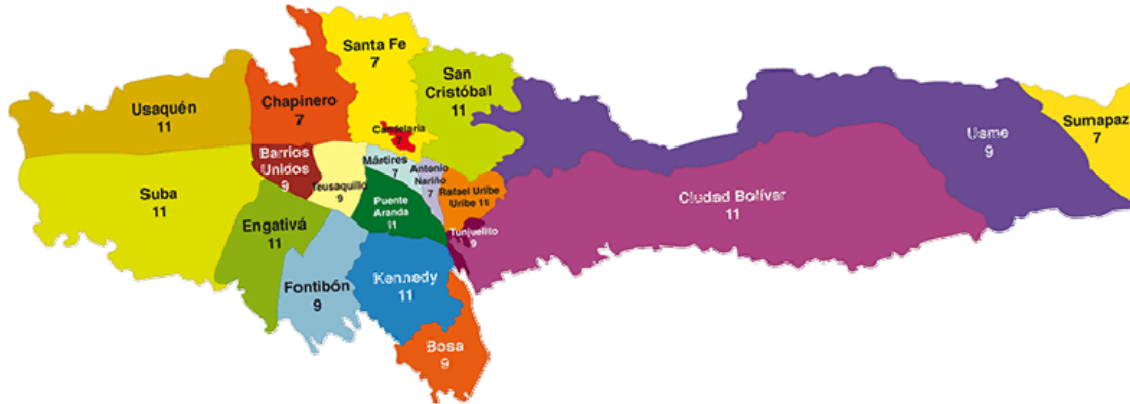 Santa Fe
7
San
Cristóbal
11
Usaquén
11
Chapinero
7
Sumapaz
7
Usme
9
Candelaria
7
Barrios
Unidos
9
Mártires
7
Antonio
Nariño
7
Teusaquillo
9
Suba
11
Rafael Uribe
Uribe 11
Ciudad Bolívar
11
Puente
Aranda
11
Engativá
11
Tunjuelito
9
Fontibón
9
Kennedy
11
Bosa
9